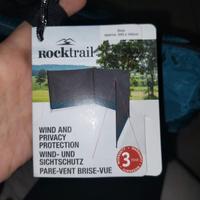 ROCKtrail
WIND AND
PRIVACY
PROTECTION
WIND- UND
SICHTSCHUTZ
PARE-VENT BRISE-VUE
3